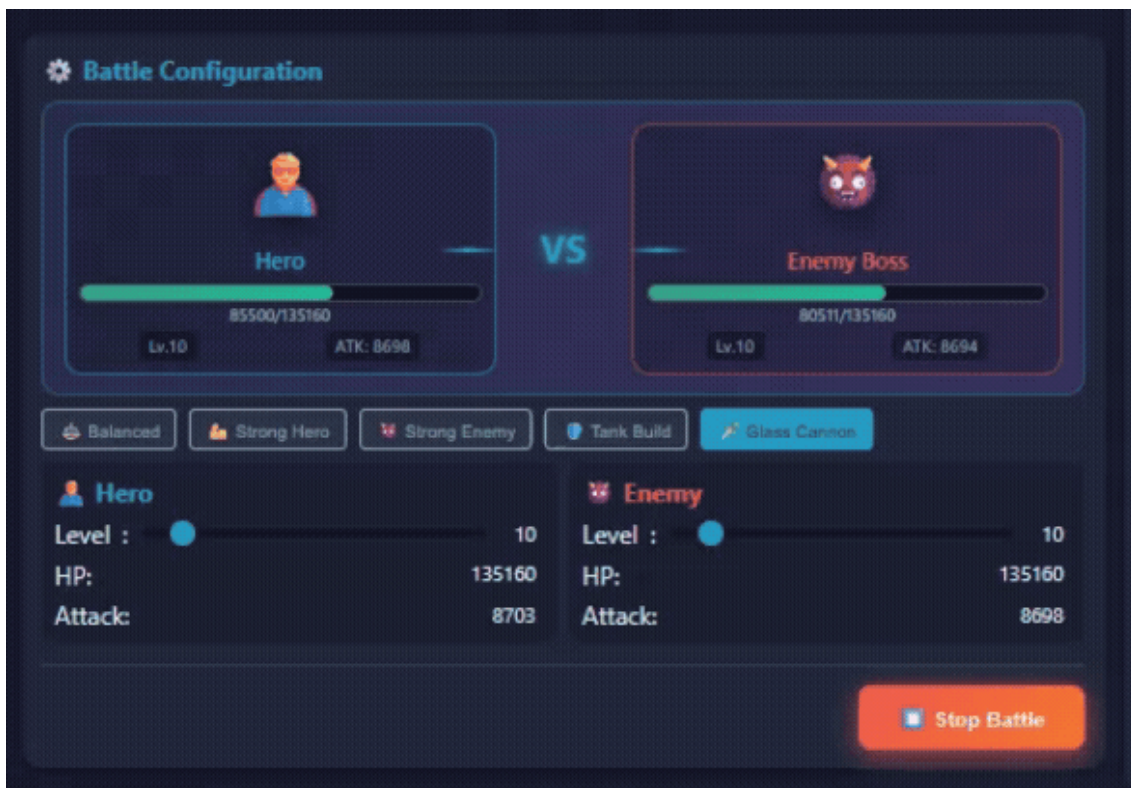 Battle Configuration
Hero
VS
Enemy Boss
85500/135160
80511/135160
Lv.10
ATK: 8698
Lv.10
ATK: 8694
Balanced
Strong Hero
Strong Enemy
Tank Build
Glass Cannon
Hero
Level :
10
HP:
135160
Attack:
8703
Enemy
Level :
10
HP:
135160
Attack:
8698
Stop Battle